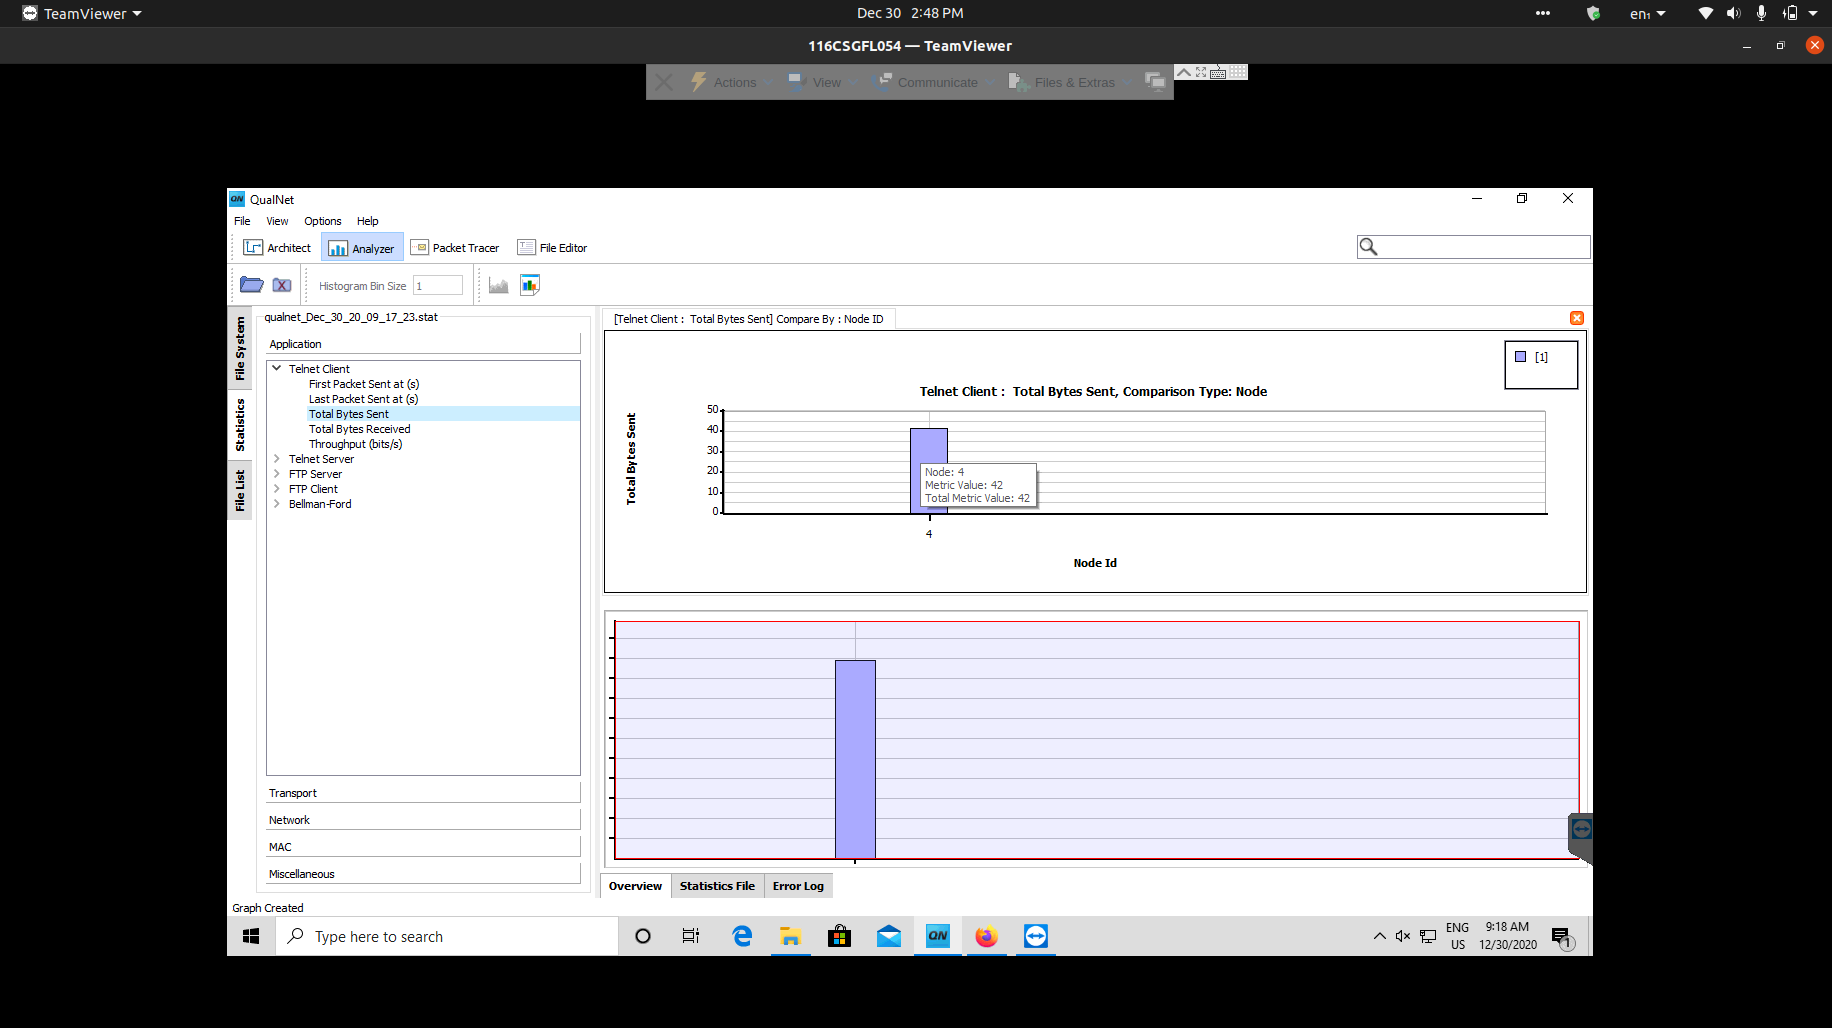 TeamViewer
Dec 30 2:48 PM
en₁
116CSGFL054 — TeamViewer
Actions
View
Communicate
Files & Extras
QN QualNet
File View Options Help
Architect Analyzer Packet Tracer File Editor
Histogram Bin Size 1
File System
Statistics
File List
qualnet_Dec_30_20_09_17_23.stat
Application
Telnet Client
First Packet Sent at (s)
Last Packet Sent at (s)
Total Bytes Sent
Total Bytes Received
Throughput (bits/s)
Telnet Server
FTP Server
FTP Client
Bellman-Ford
Transport
Network
MAC
Miscellaneous
Graph Created
[Telnet Client : Total Bytes Sent] Compare By : Node ID
[1]
Telnet Client : Total Bytes Sent, Comparison Type: Node
Total Bytes Sent
50
40
30
20
10
0
Node: 4
Metric Value: 42
Total Metric Value: 42
4
Node Id
Overview Statistics File Error Log
Type here to search
QN
ENG
US
9:18 AM
12/30/2020
1